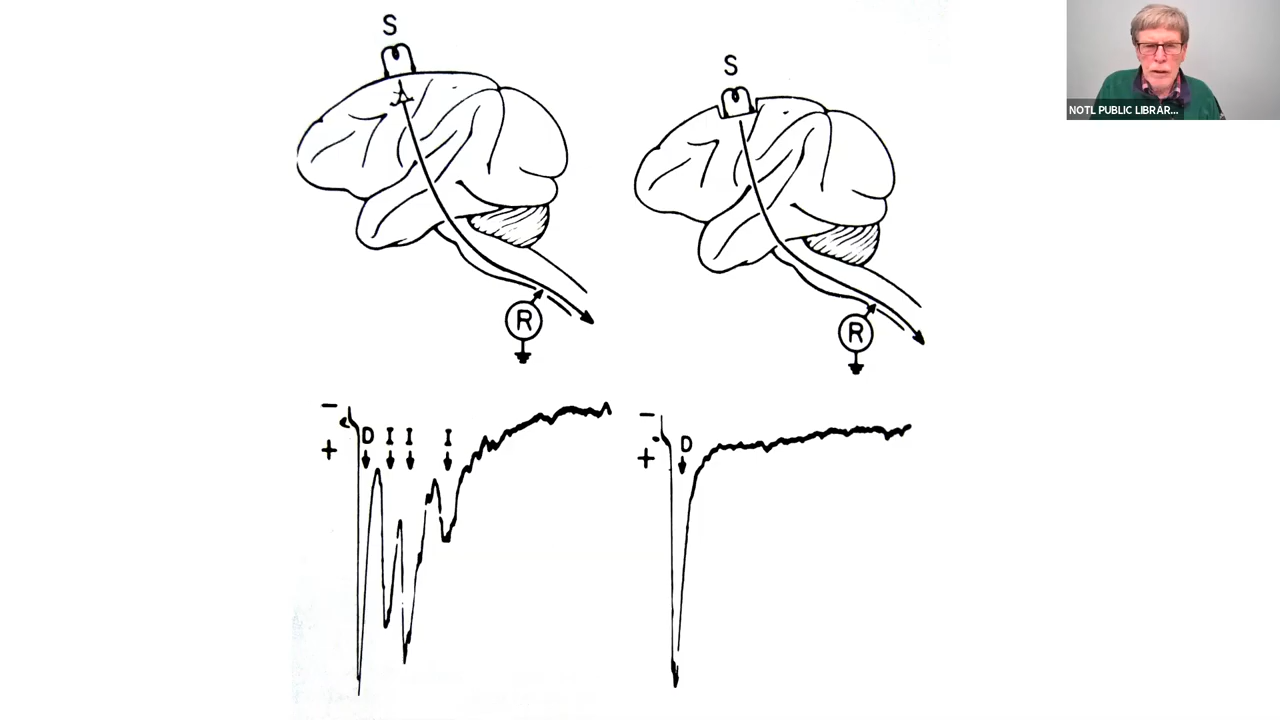 S
S
NOTL PUBLIC LIBRAR...
R
R
−
+
D I I I
−
+
D